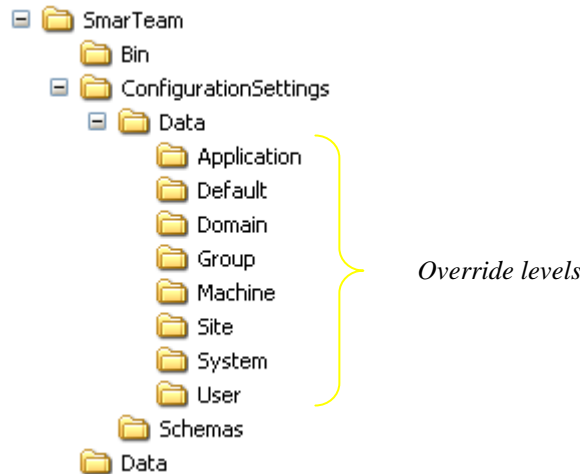 SmarTeam
Bin
ConfigurationSettings
Data
Application
Default
Domain
Group
Machine
Override levels
Site
System
User
Schemas
Data